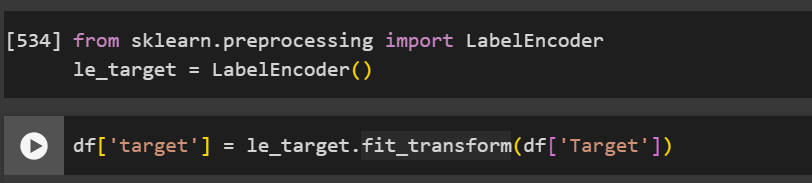 [534] from sklearn.preprocessing import LabelEncoder
le_target = LabelEncoder()
df['target'] = le_target.fit_transform(df['Target'])